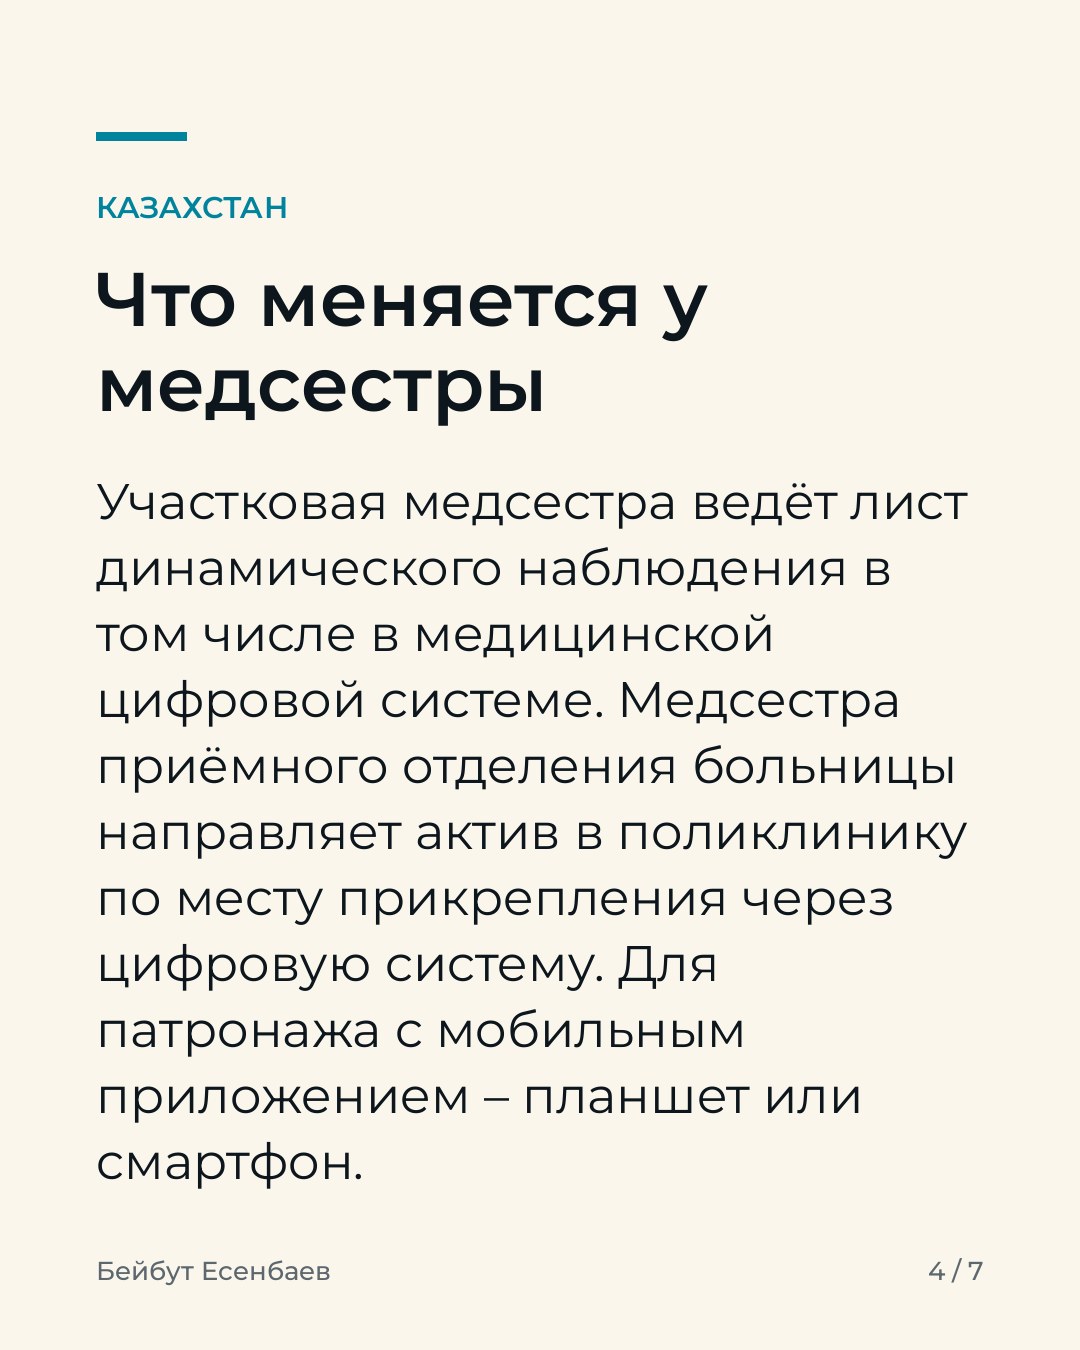 КАЗАХСТАН
Что меняется у
медсестры
Участковая медсестра ведёт лист
динамического наблюдения в
том числе в медицинской
цифровой системе. Медсестра
приёмного отделения больницы
направляет актив в поликлинику
по месту прикрепления через
цифровую систему. Для
патронажа с мобильным
приложением – планшет или
смартфон.
Бейбут Есенбаев
4 / 7